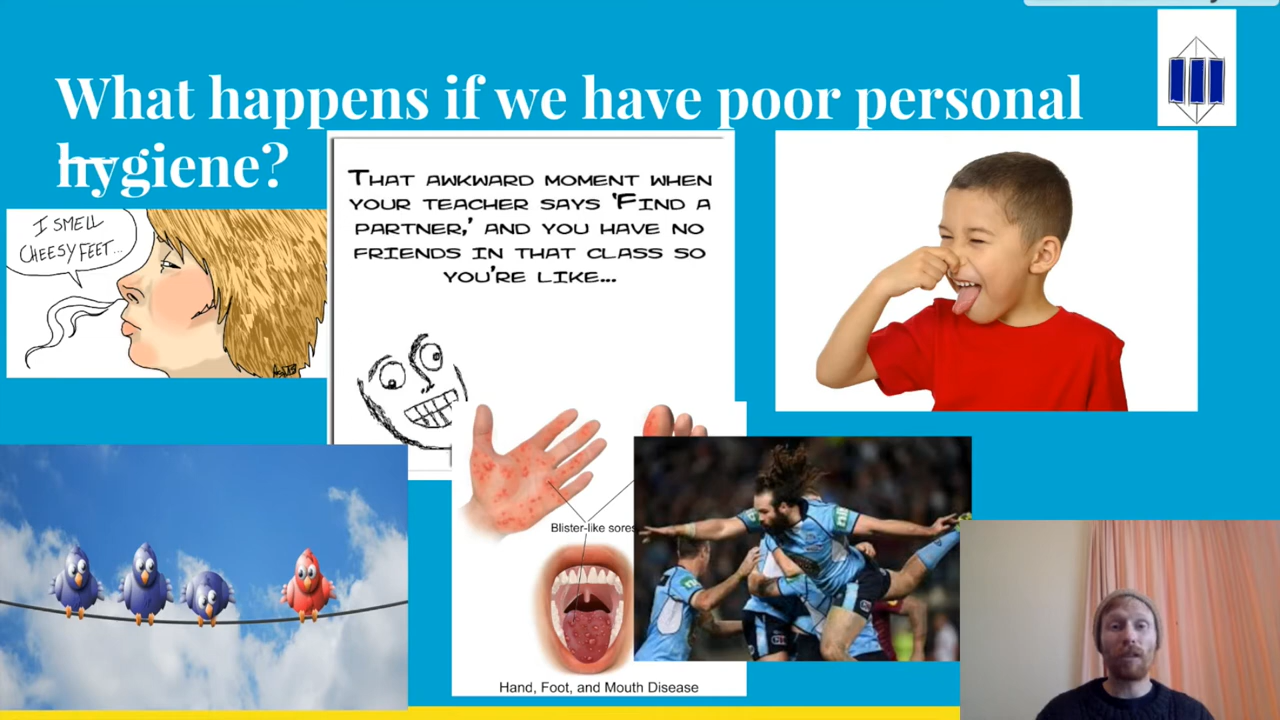 What happens if we have poor personal
hygiene?
I SMELL
CHEESY FEET...
THAT AWKWARD MOMENT WHEN
YOUR TEACHER SAYS 'FIND A
PARTNER,' AND YOU HAVE NO
FRIENDS IN THAT CLASS SO
YOU'RE LIKE...
Blister-like sores
Hand, Foot, and Mouth Disease